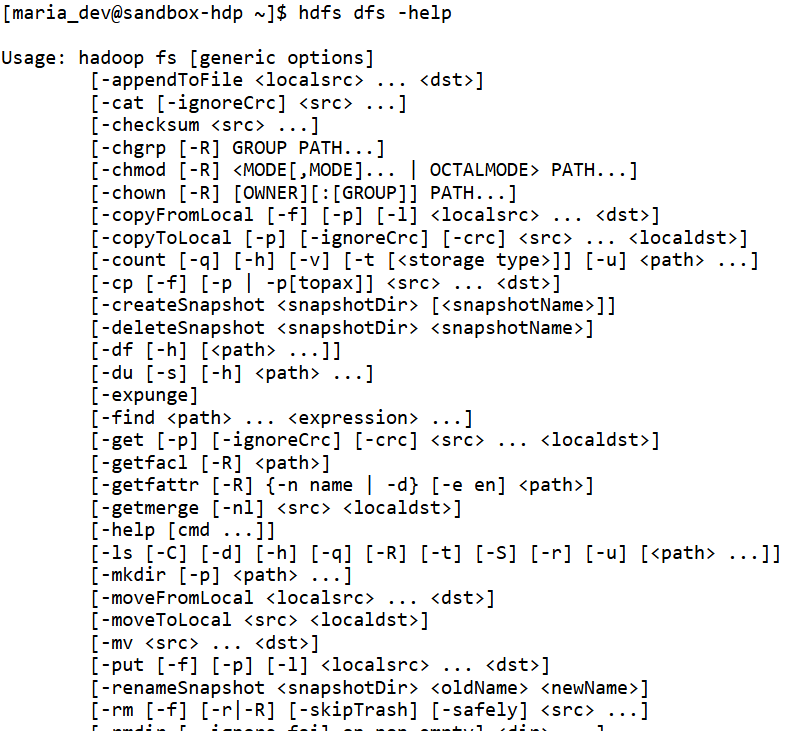 [maria_dev@sandbox-hdp ~]$ hdfs dfs -help
Usage: hadoop fs [generic options]
[-appendToFile <localsrc> ... <dst>]
[-cat [-ignoreCrc] <src> ...]
[-checksum <src> ...]
[-chgrp [-R] GROUP PATH...]
[-chmod [-R] <MODE[,MODE]... | OCTALMODE> PATH...]
[-chown [-R] [OWNER][:[GROUP]] PATH...]
[-copyFromLocal [-f] [-p] [-l] <localsrc> ... <dst>]
[-copyToLocal [-p] [-ignoreCrc] [-crc] <src> ... <localdst>]
[-count [-q] [-h] [-v] [-t [<storage type>]] [-u] <path> ...]
[-cp [-f] [-p | -p[topax]] <src> ... <dst>]
[-createSnapshot <snapshotDir> [<snapshotName>]]
[-deleteSnapshot <snapshotDir> <snapshotName>]
[-df [-h] [<path> ...]]
[-du [-s] [-h] <path> ...]
[-expunge]
[-find <path> ... <expression> ...]
[-get [-p] [-ignoreCrc] [-crc] <src> ... <localdst>]
[-getfacl [-R] <path>]
[-getfattr [-R] {-n name | -d} [-e en] <path>]
[-getmerge [-nl] <src> <localdst>]
[-help [cmd ...]]
[-ls [-C] [-d] [-h] [-q] [-R] [-t] [-S] [-r] [-u] [<path> ...]]
[-mkdir [-p] <path> ...]
[-moveFromLocal <localsrc> ... <dst>]
[-moveToLocal <src> <localdst>]
[-mv <src> ... <dst>]
[-put [-f] [-p] [-l] <localsrc> ... <dst>]
[-renameSnapshot <snapshotDir> <oldName> <newName>]
[-rm [-f] [-r|-R] [-skipTrash] [-safely] <src> ...]